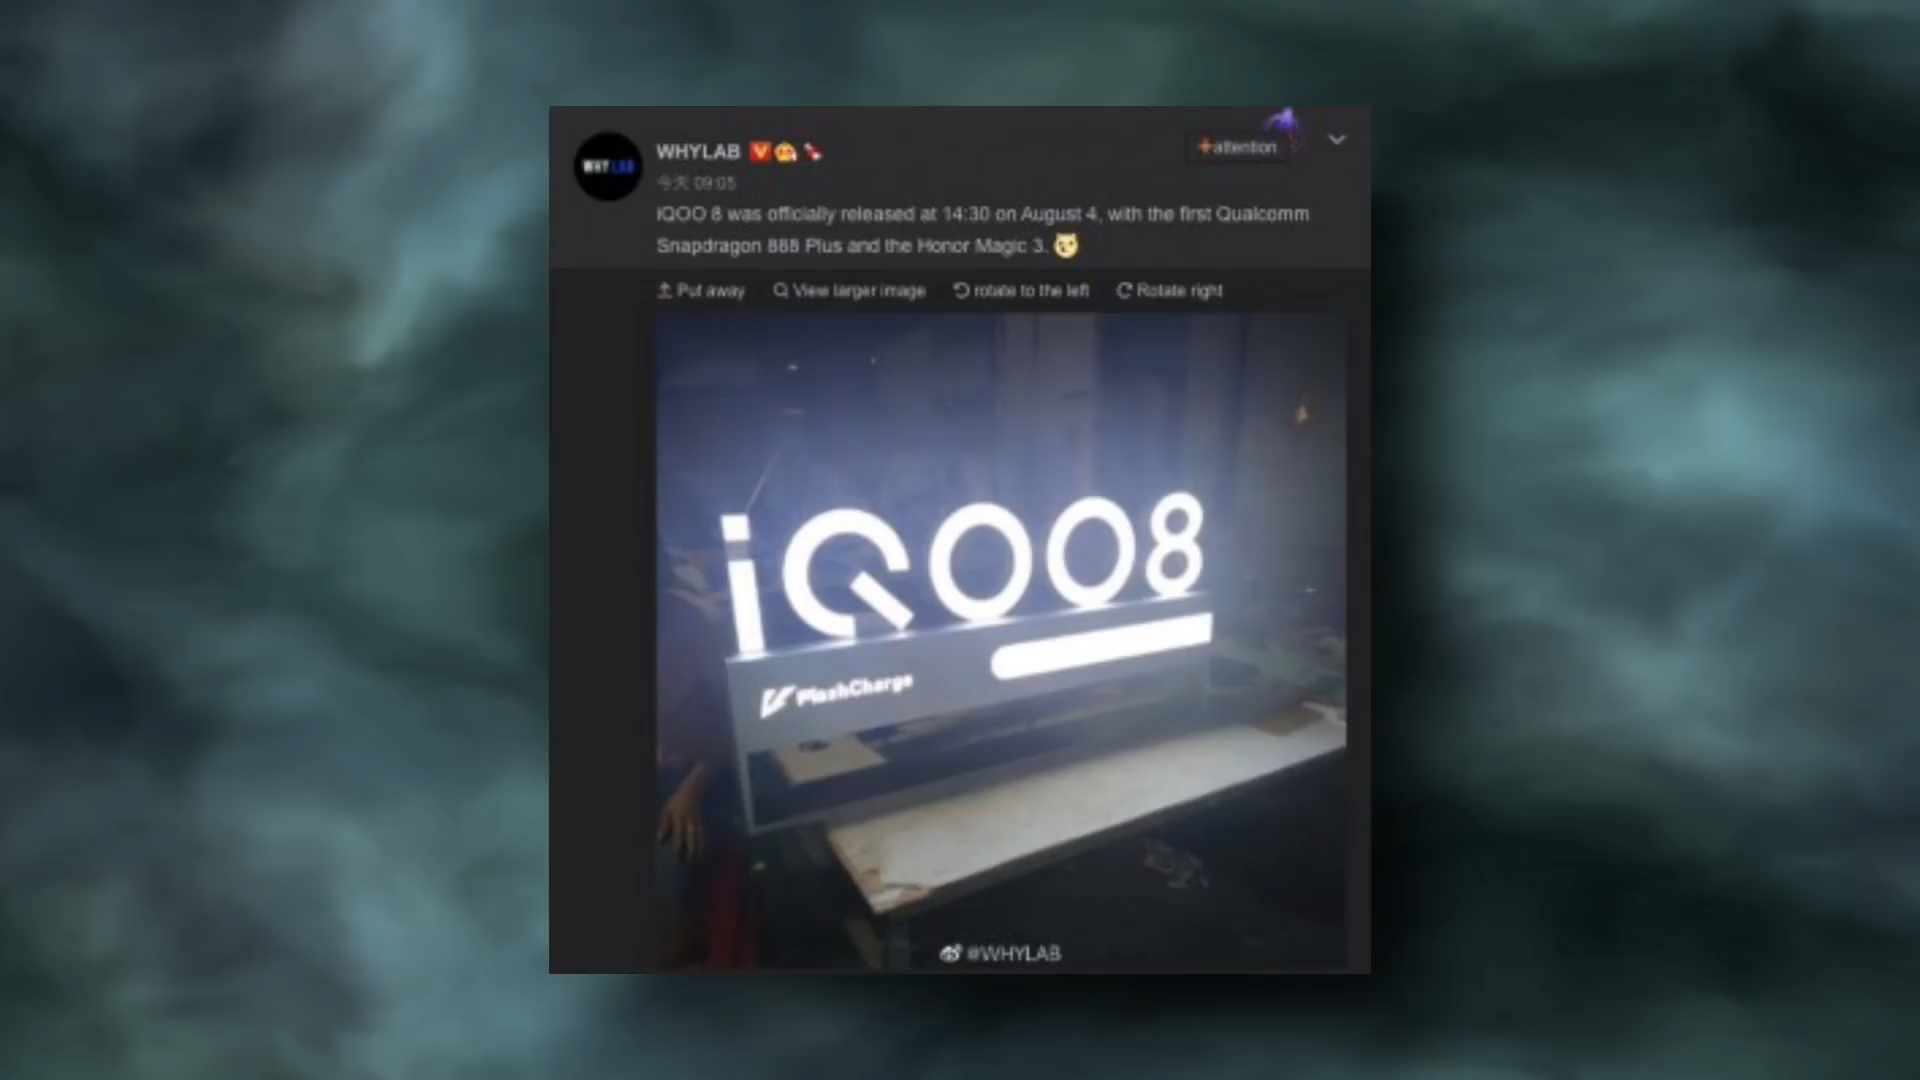 WHY LAB
WHYLAB
+attention
今天 09:05
iQOO 8 was officially released at 14:30 on August 4, with the first Qualcomm
Snapdragon 888 Plus and the Honor Magic 3.
Put away View larger image rotate to the left Rotate right
iQOO8
FlashCharge
@WHYLAB